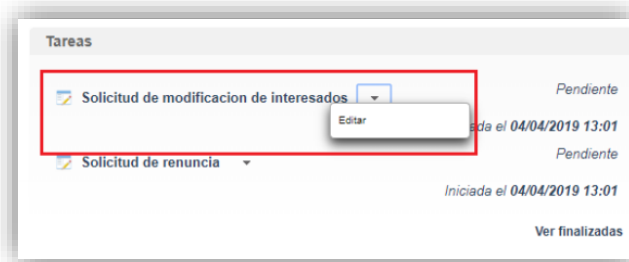 Tareas
Solicitud de modificacion de interesados
Pendiente
Editar
el 04/04/2019 13:01
Solicitud de renuncia
Pendiente
Iniciada el 04/04/2019 13:01
Ver finalizadas